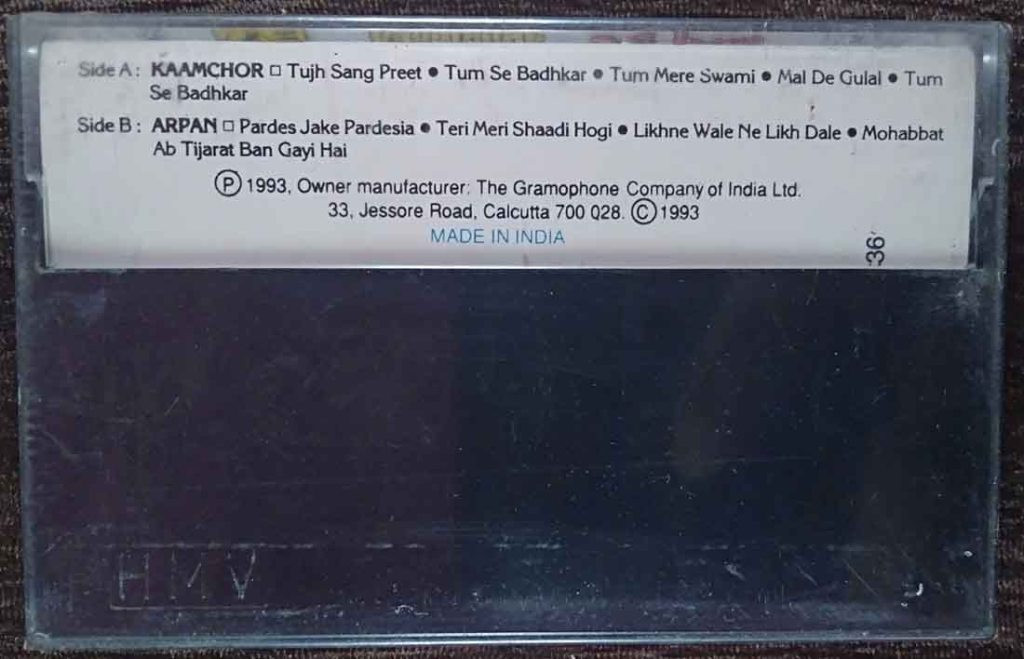 Side A : KAAMCHOR □ Tujh Sang Preet ● Tum Se Badhkar ● Tum Mere Swami ● Mal De Gulal ● Tum
Se Badhkar
Side B : ARPAN □ Pardes Jake Pardesia ● Teri Meri Shaadi Hogi ● Likhne Wale Ne Likh Dale ● Mohabbat
Ab Tijarat Ban Gayi Hai
Ⓟ 1993, Owner manufacturer: The Gramophone Company of India Ltd.
33, Jessore Road, Calcutta 700 028. Ⓒ 1993
MADE IN INDIA
36
HMV